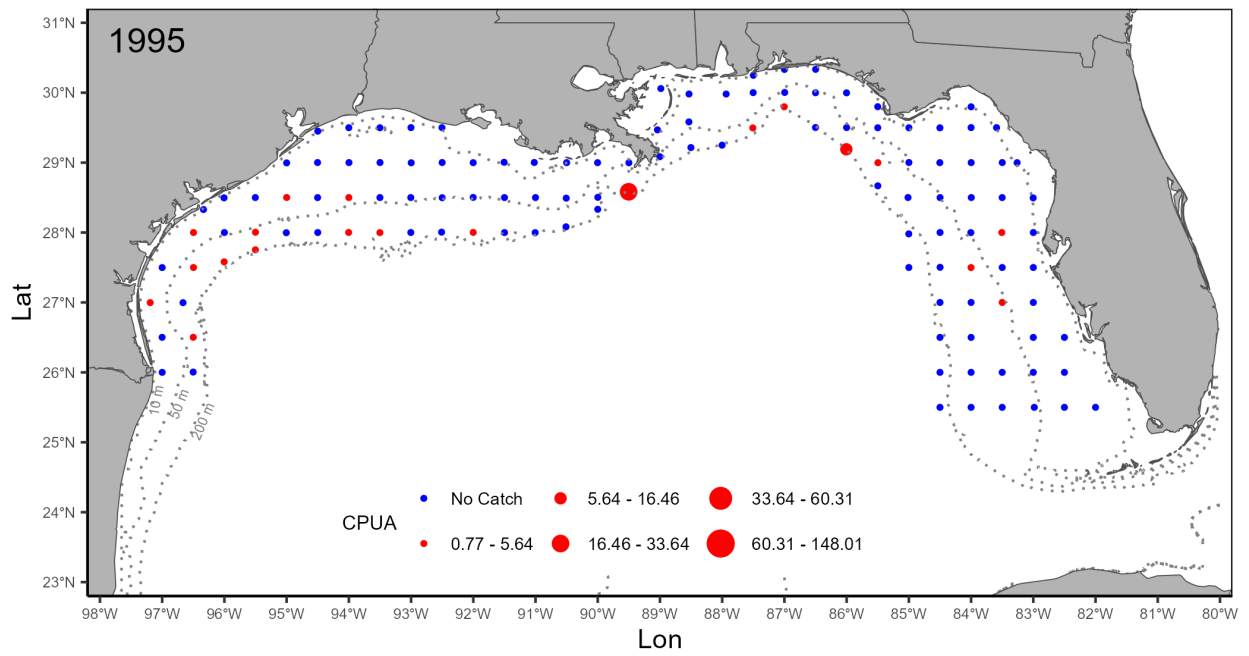 1995
31°N
30°N
29°N
28°N
27°N
26°N
25°N
24°N
23°N
Lat
10 m
50 m
200 m
CPUA
No Catch
5.64 - 16.46
33.64 - 60.31
0.77 - 5.64
16.46 - 33.64
60.31 - 148.01
98°W 97°W 96°W 95°W 94°W 93°W 92°W 91°W 90°W 89°W 88°W 87°W 86°W 85°W 84°W 83°W 82°W 81°W 80°W
Lon